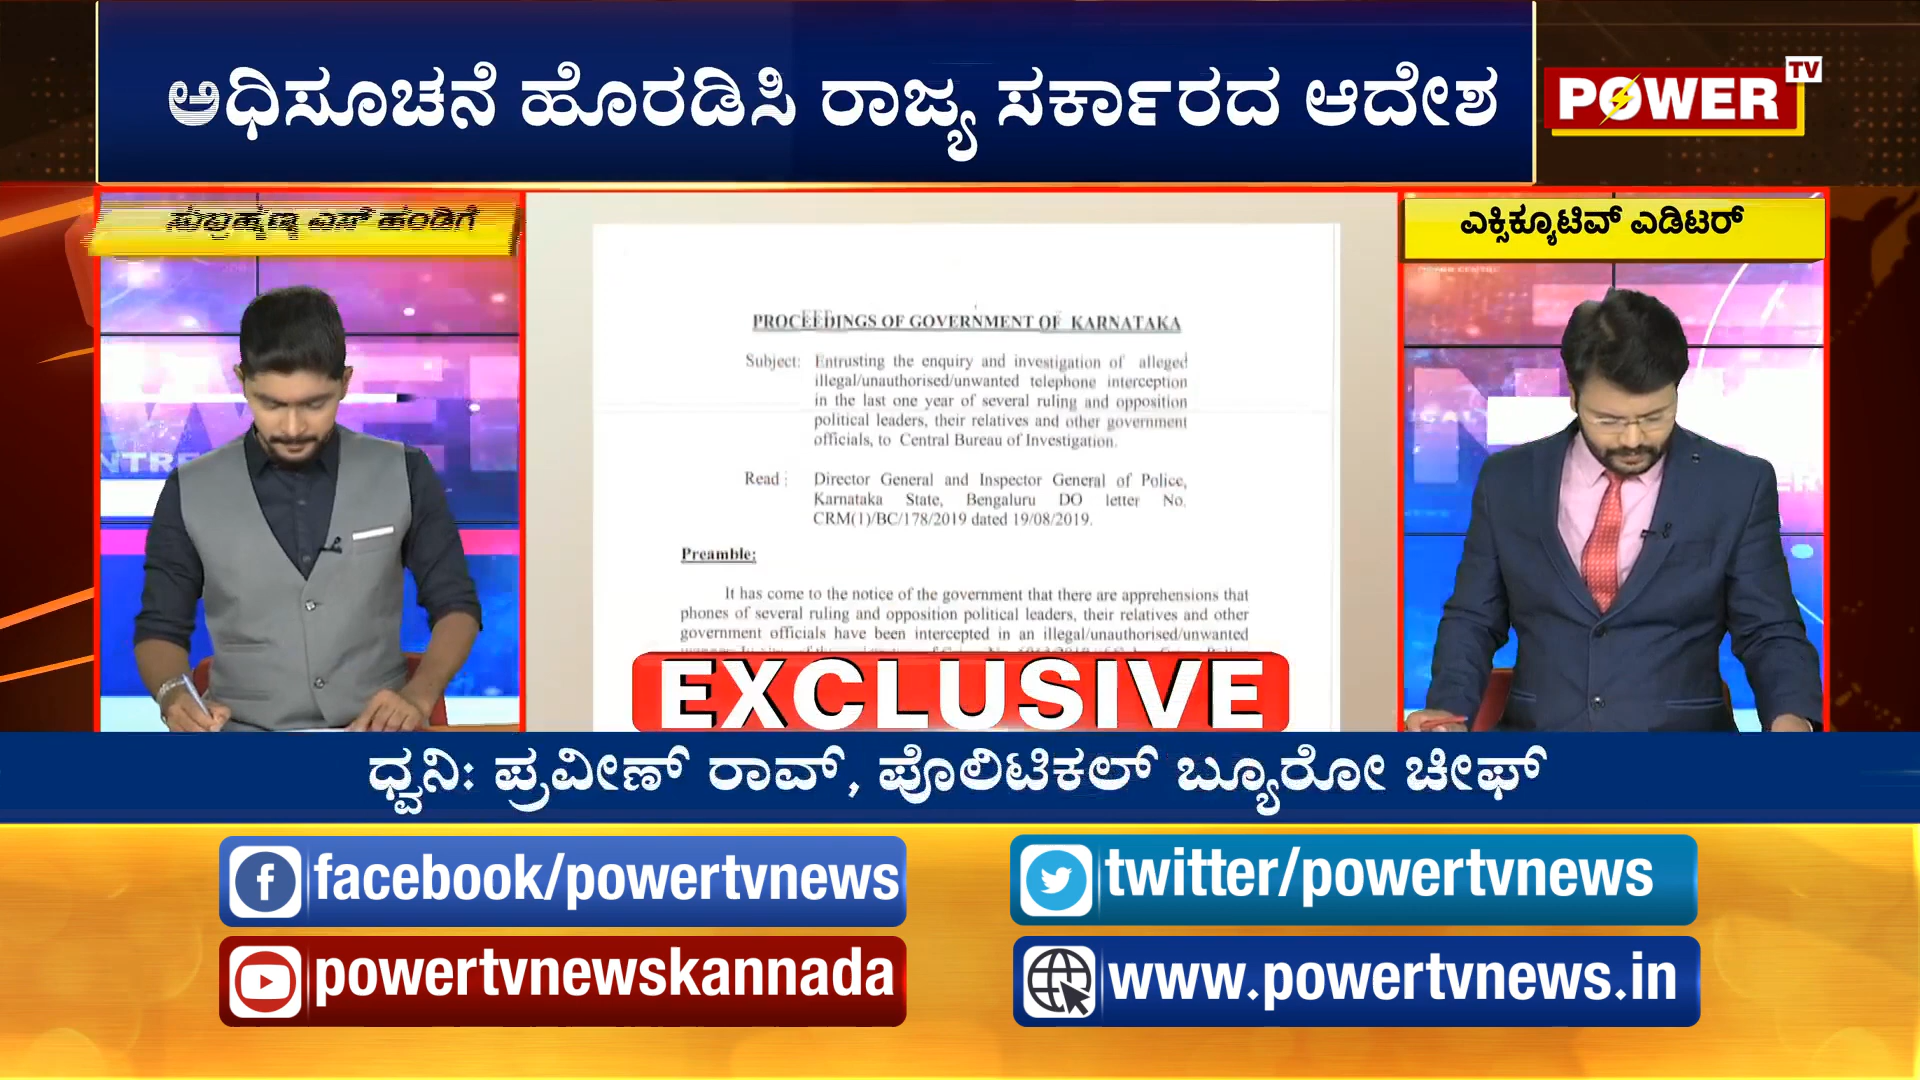 ಅಧಿಸೂಚನೆ ಹೊರಡಿಸಿ ರಾಜ್ಯ ಸರ್ಕಾರದ ಆದೇಶ
POWER TV
ಸುಬ್ರಹ್ಮಣ್ಯ ಎಸ್ ಹಂಡಿಗೆ
ಎಕ್ಸಿಕ್ಯೂಟಿವ್ ಎಡಿಟರ್
PROCEEDINGS OF GOVERNMENT OF KARNATAKA
Subject: Entrusting the enquiry and investigation of alleged
illegal/unauthorised/unwanted telephone interception
in the last one year of several ruling and opposition
political leaders, their relatives and other government
officials, to Central Bureau of Investigation.
Read : Director General and Inspector General of Police,
Karnataka State, Bengaluru DO letter No.
CRM(1)/BC/178/2019 dated 19/08/2019.
Preamble:
It has come to the notice of the government that there are apprehensions that
phones of several ruling and opposition political leaders, their relatives and other
government officials have been intercepted in an illegal/unauthorised/unwanted
EXCLUSIVE
ಧ್ವನಿ: ಪ್ರವೀಣ್ ರಾವ್, ಪೊಲಿಟಿಕಲ್ ಬ್ಯೂರೋ ಚೀಫ್
facebook/powertvnews
twitter/powertvnews
powertvnewskannada
www.powertvnews.in